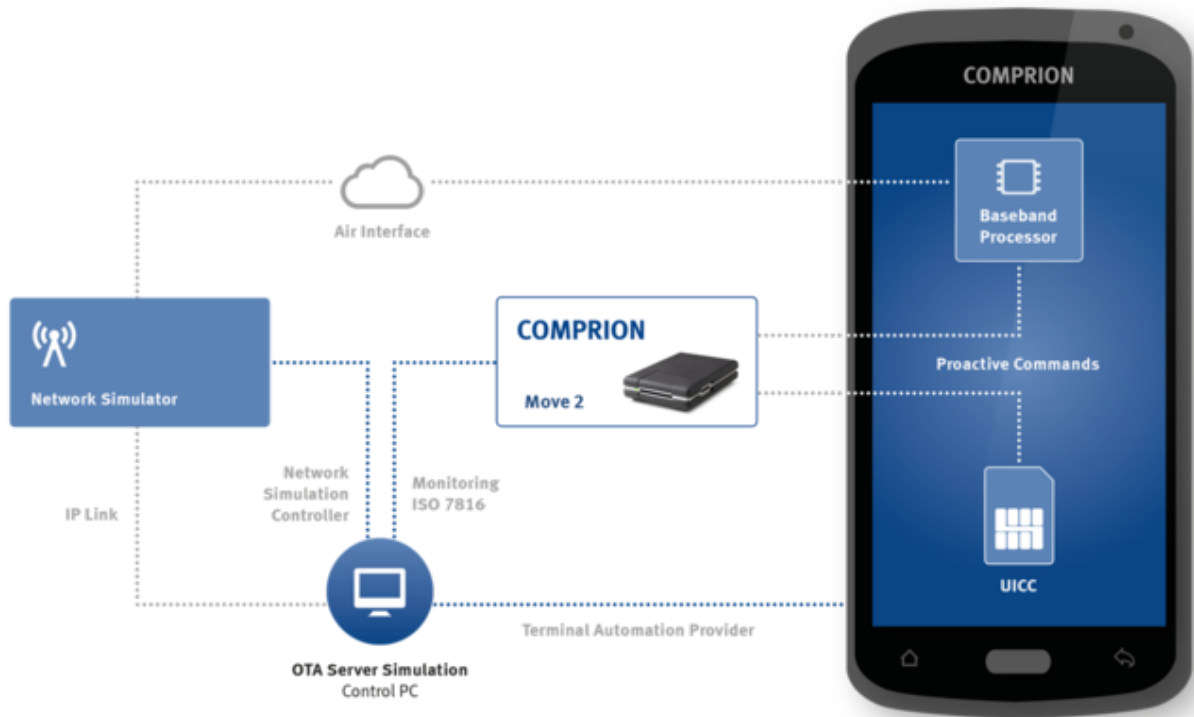 COMPRION
Air Interface
Baseband
Processor
Network Simulator
COMPRION
Move 2
Proactive Commands
Network
Simulation
Controller
Monitoring
ISO 7816
IP Link
UICC
Terminal Automation Provider
OTA Server Simulation
Control PC